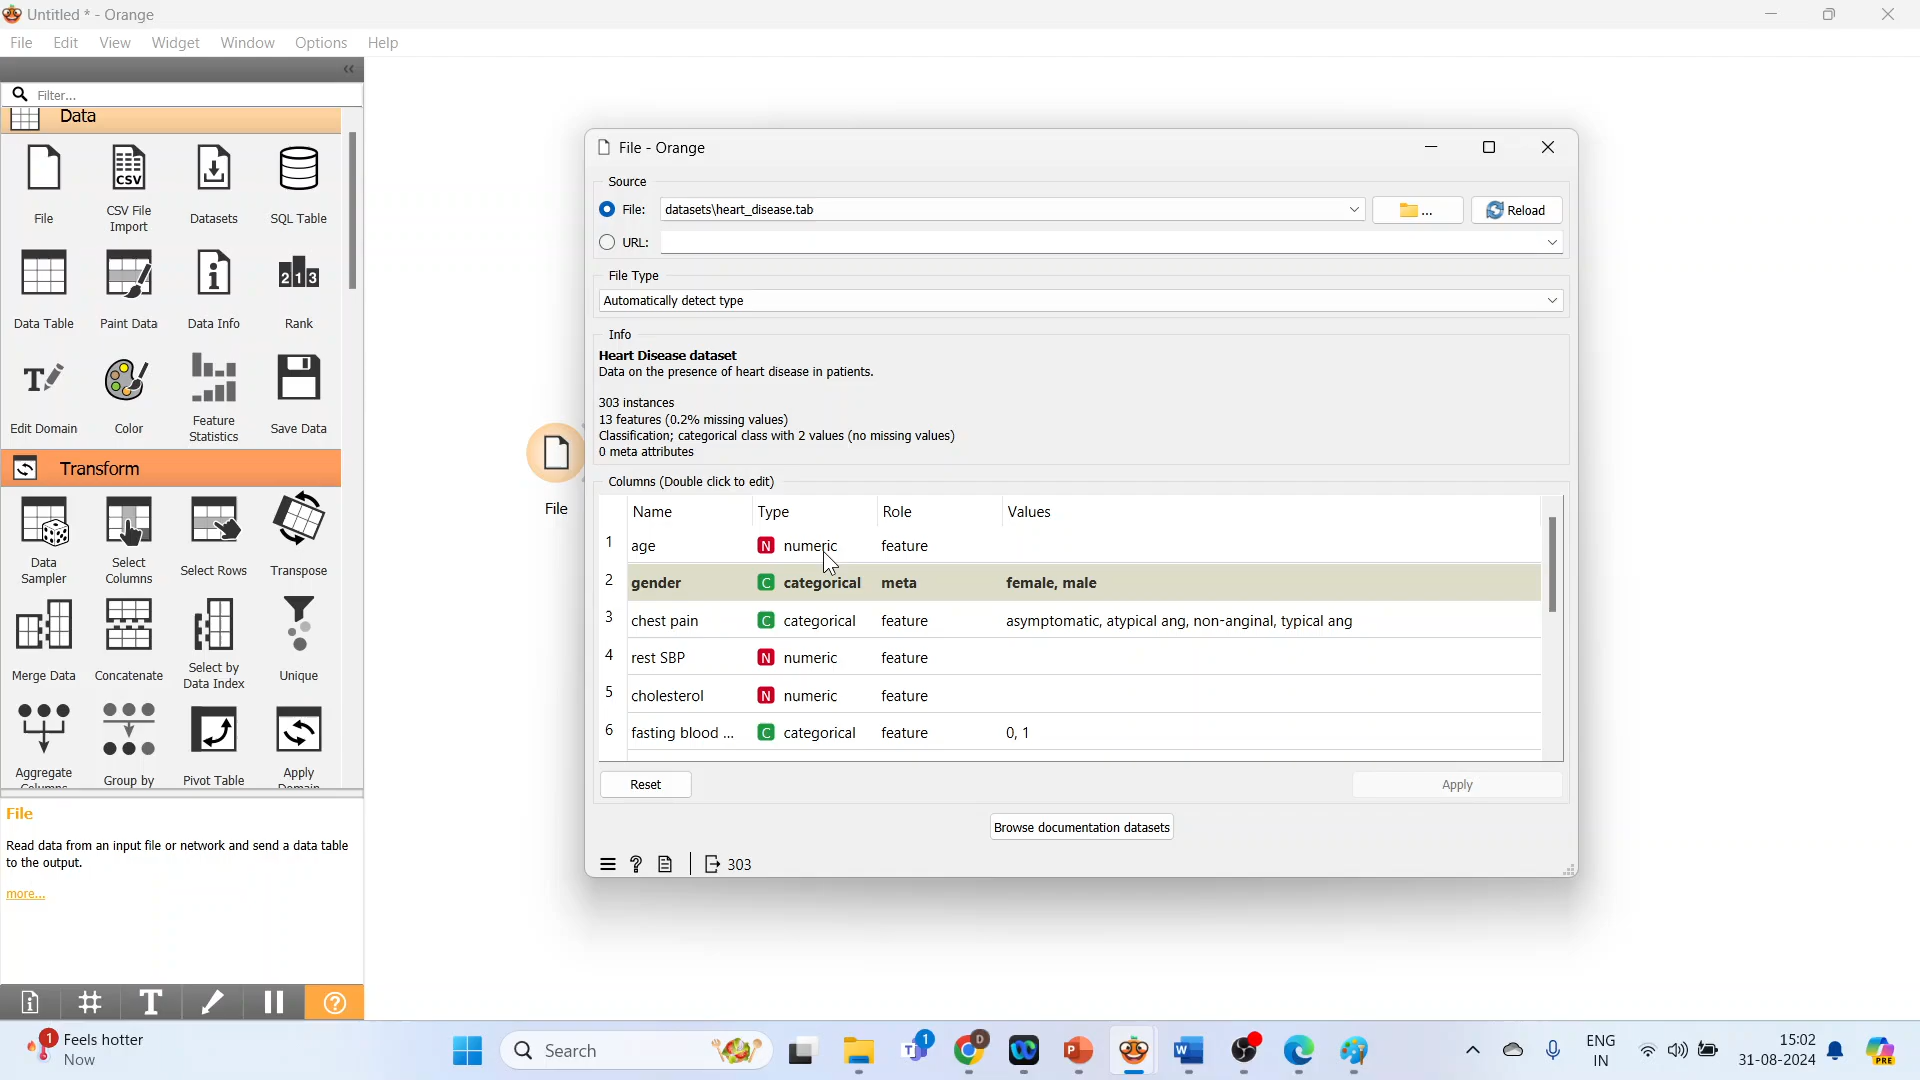 Untitled * - Orange
File Edit View Widget Window Options Help
Filter...
Data
File CSV File Import Datasets SQL Table
Data Table Paint Data Data Info Rank
Edit Domain Color Feature Statistics Save Data
Transform
Data Sampler Select Columns Select Rows Transpose
Merge Data Concatenate Select by Data Index Unique
Aggregate Columns Group by Pivot Table Apply Domain
File
Read data from an input file or network and send a data table
to the output.
more...
File
File - Orange
Source
File: datasets\heart_disease.tab ... Reload
URL:
File Type
Automatically detect type
Info
Heart Disease dataset
Data on the presence of heart disease in patients.
303 instances
13 features (0.2% missing values)
Classification; categorical class with 2 values (no missing values)
0 meta attributes
Columns (Double click to edit)
Name Type Role Values
1 age N numeric feature
2 gender C categorical meta female, male
3 chest pain C categorical feature asymptomatic, atypical ang, non-anginal, typical ang
4 rest SBP N numeric feature
5 cholesterol N numeric feature
6 fasting blood ... C categorical feature 0, 1
Reset Apply
Browse documentation datasets
303
1 Feels hotter
Now
Search
1
D
ENG
IN
15:02
31-08-2024
PRE